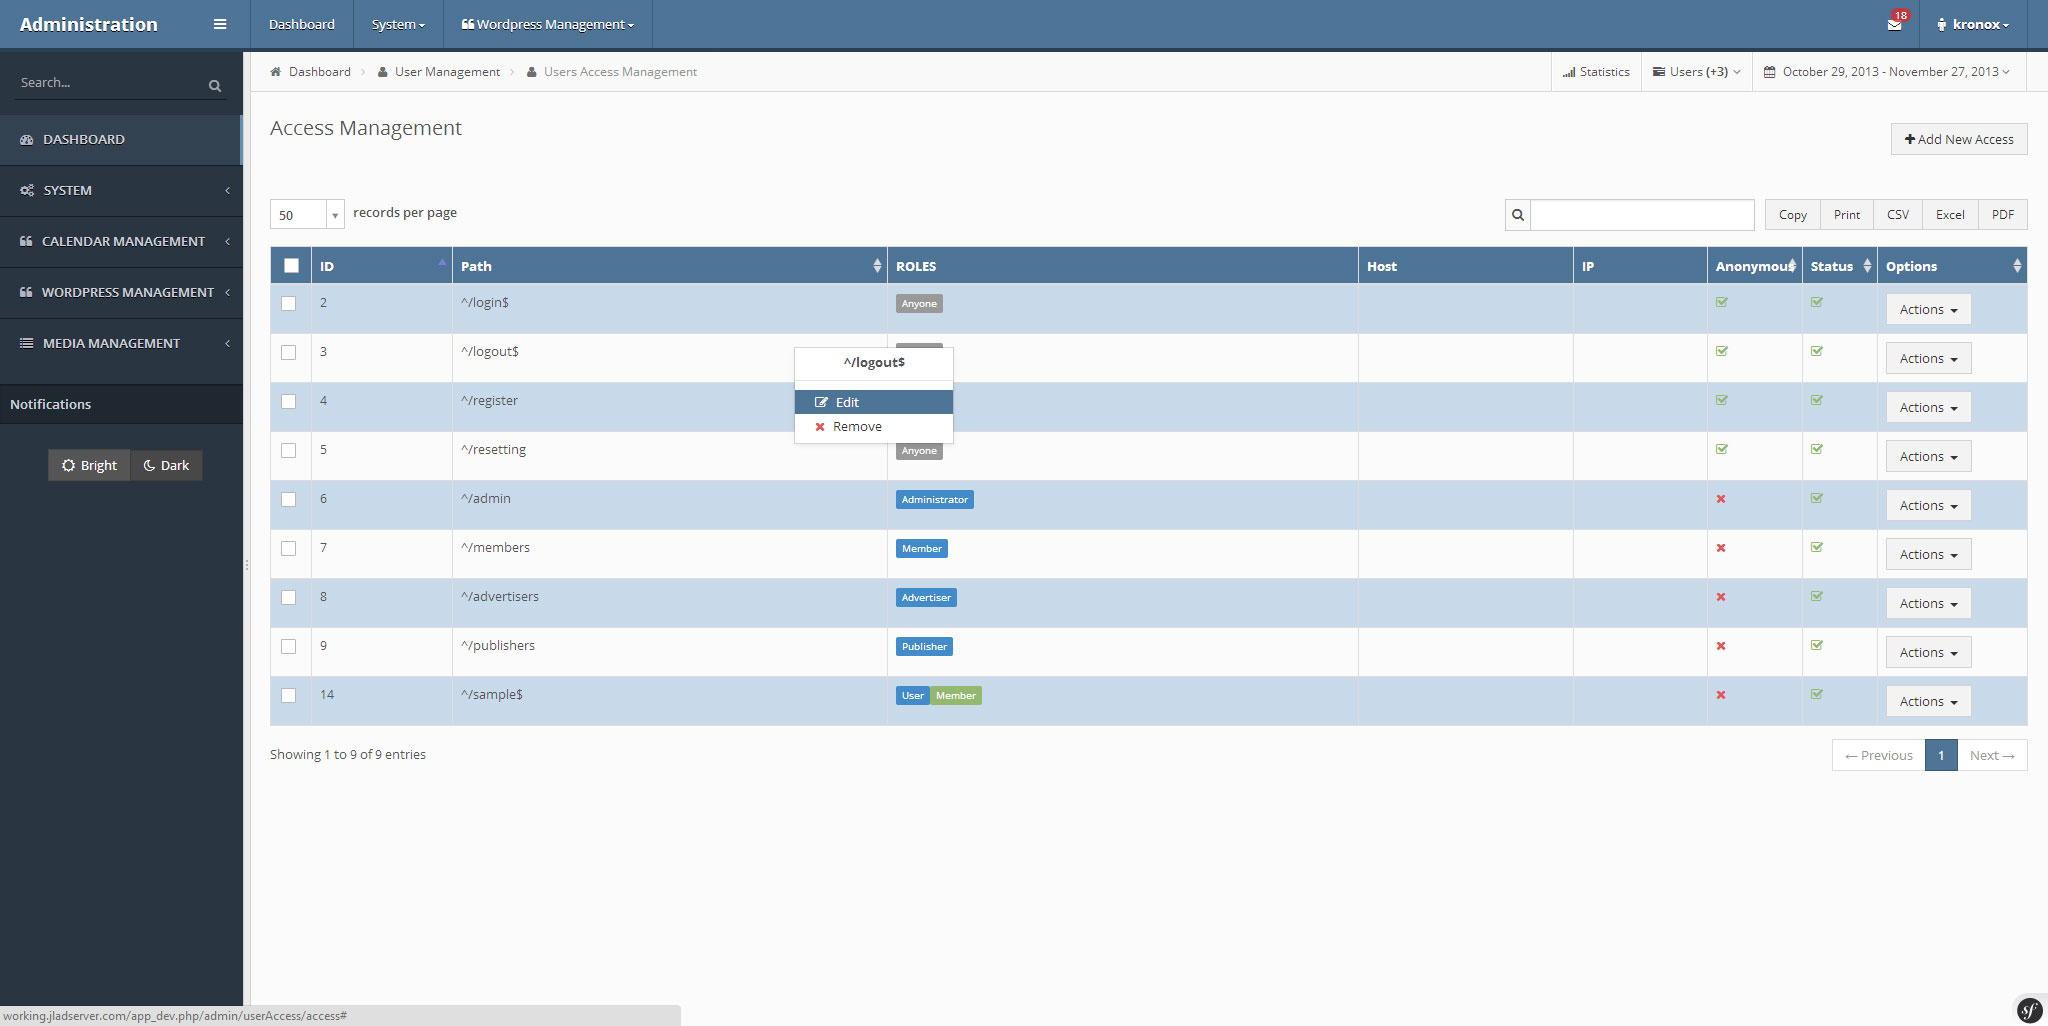 Administration
Dashboard
System
Wordpress Management
18
kronox
Search...
DASHBOARD
SYSTEM
CALENDAR MANAGEMENT
WORDPRESS MANAGEMENT
MEDIA MANAGEMENT
Notifications
Bright
Dark
Dashboard
User Management
Users Access Management
Statistics
Users (+3)
October 29, 2013 - November 27, 2013
Access Management
Add New Access
50 records per page
Copy Print CSV Excel PDF
ID Path ROLES Host IP Anonymous Status Options
2 ^/login$ Anyone Actions
3 ^/logout$ Actions
4 ^/register Actions
5 ^/resetting Anyone Actions
6 ^/admin Administrator Actions
7 ^/members Member Actions
8 ^/advertisers Advertiser Actions
9 ^/publishers Publisher Actions
14 ^/sample$ User Member Actions
^/logout$
Edit
Remove
Showing 1 to 9 of 9 entries
← Previous 1 Next →
working.jladserver.com/app_dev.php/admin/userAccess/access#
sf